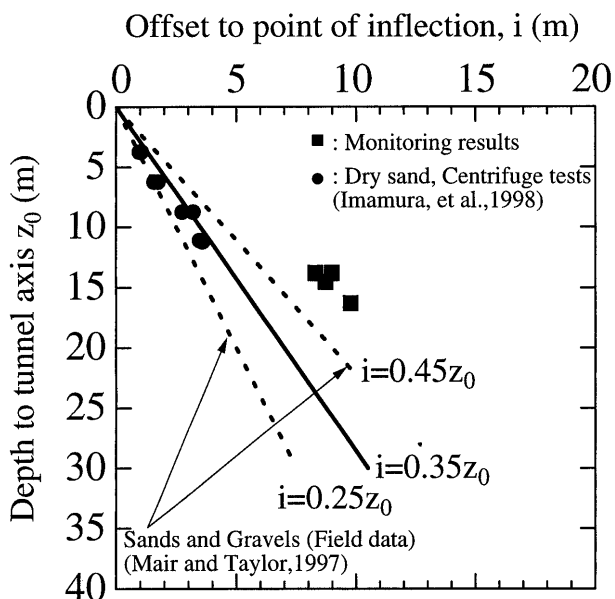 Offset to point of inflection, i (m)
0 5 10 15 20
0
5
10
15
20
25
30
35
40
Depth to tunnel axis z₀ (m)
■ : Monitoring results
● : Dry sand, Centrifuge tests
(Imamura, et al.,1998)
i=0.45z₀
i=0.35z₀
i=0.25z₀
Sands and Gravels (Field data)
(Mair and Taylor,1997)